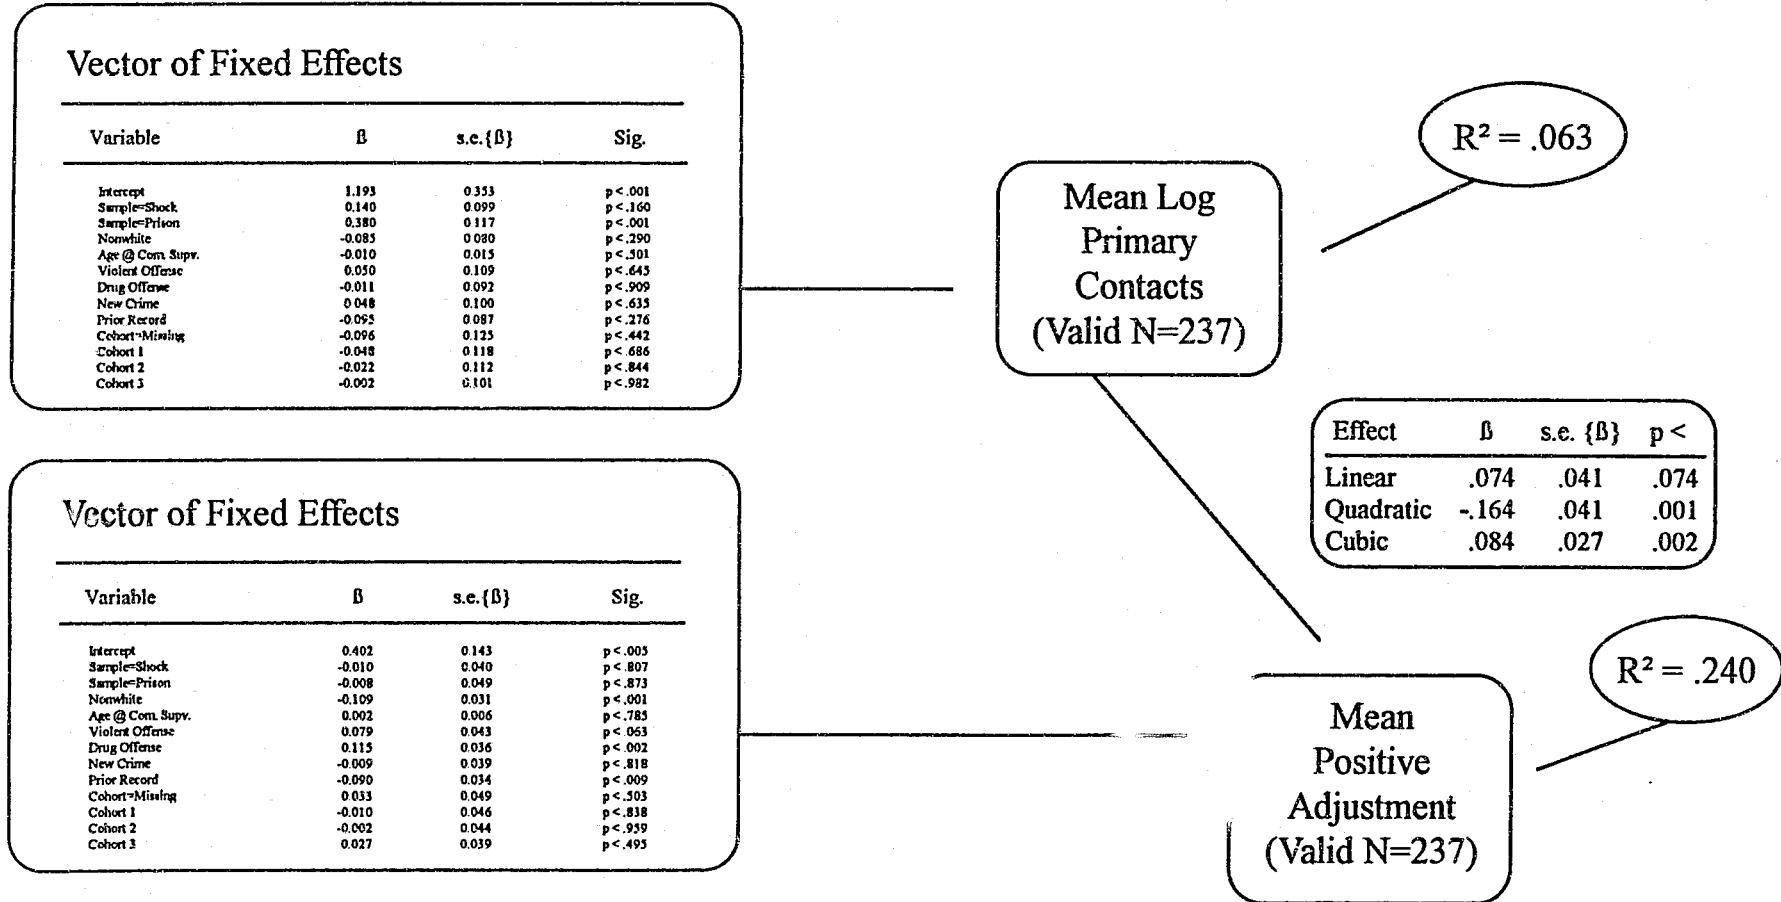 Vector of Fixed Effects
Variable ß s.e.{ß} Sig.
Intercept 1.193 0.353 p<.001
Sample=Shock 0.140 0.099 p<.160
Sample=Prison 0.380 0.117 p<.001
Nonwhite -0.085 0.080 p<.290
Age @ Com. Supv. -0.010 0.015 p<.501
Violent Offense 0.050 0.109 p<.645
Drug Offense -0.011 0.092 p<.909
New Crime 0.048 0.100 p<.635
Prior Record -0.095 0.087 p<.276
Cohort=Missing -0.096 0.125 p<.442
Cohort 1 -0.048 0.118 p<.686
Cohort 2 -0.022 0.112 p<.844
Cohort 3 -0.002 0.101 p<.982
R² = .063
Mean Log
Primary
Contacts
(Valid N=237)
Effect ß s.e. {ß} p <
Linear .074 .041 .074
Quadratic -.164 .041 .001
Cubic .084 .027 .002
Vector of Fixed Effects
Variable ß s.e.{ß} Sig.
Intercept 0.402 0.143 p<.005
Sample=Shock -0.010 0.040 p<.807
Sample=Prison -0.008 0.049 p<.873
Nonwhite -0.109 0.031 p<.001
Age @ Com. Supv. 0.002 0.006 p<.785
Violent Offense 0.079 0.043 p<.063
Drug Offense 0.115 0.036 p<.002
New Crime -0.009 0.039 p<.818
Prior Record -0.090 0.034 p<.009
Cohort=Missing 0.033 0.049 p<.503
Cohort 1 -0.010 0.046 p<.838
Cohort 2 -0.002 0.044 p<.959
Cohort 3 0.027 0.039 p<.495
R² = .240
Mean
Positive
Adjustment
(Valid N=237)